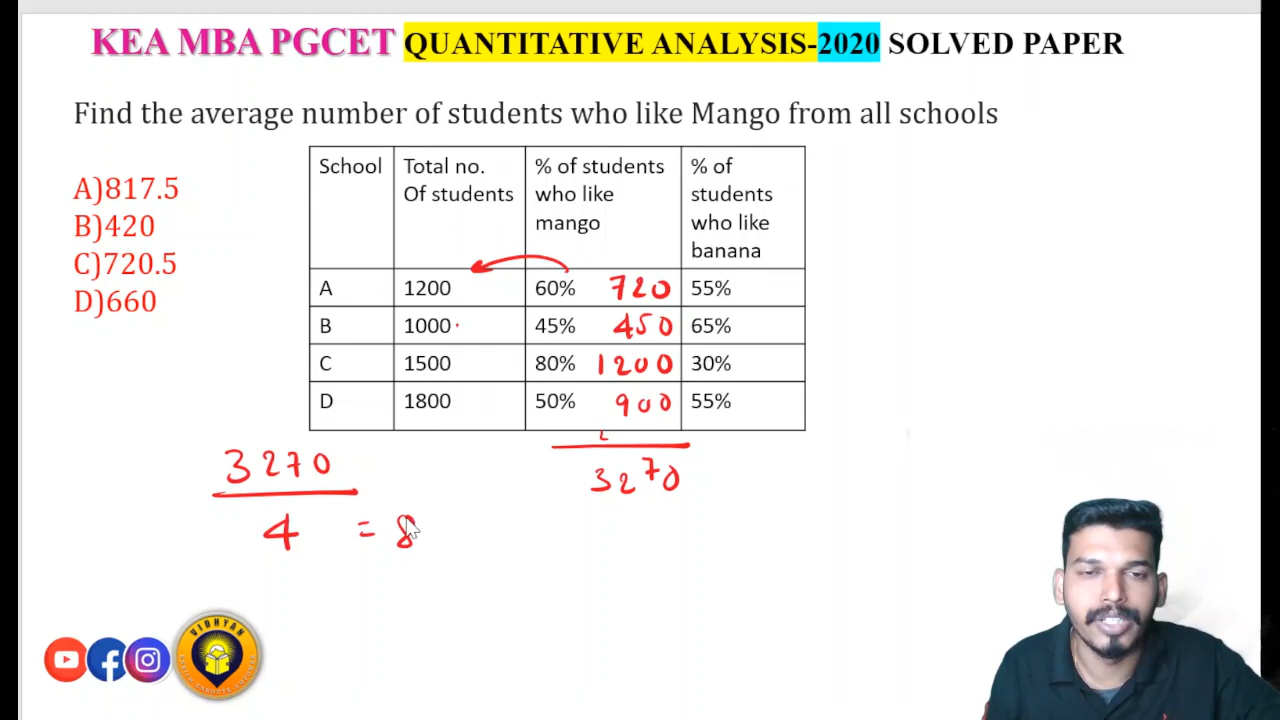 KEA MBA PGCET QUANTITATIVE ANALYSIS-2020 SOLVED PAPER
Find the average number of students who like Mango from all schools
A)817.5
B)420
C)720.5
D)660
School Total no. Of students % of students who like mango % of students who like banana
A 1200 60% 720 55%
B 1000 45% 450 65%
C 1500 80% 1200 30%
D 1800 50% 900 55%
2
3270
3270
4 = 8
VIDHYAN